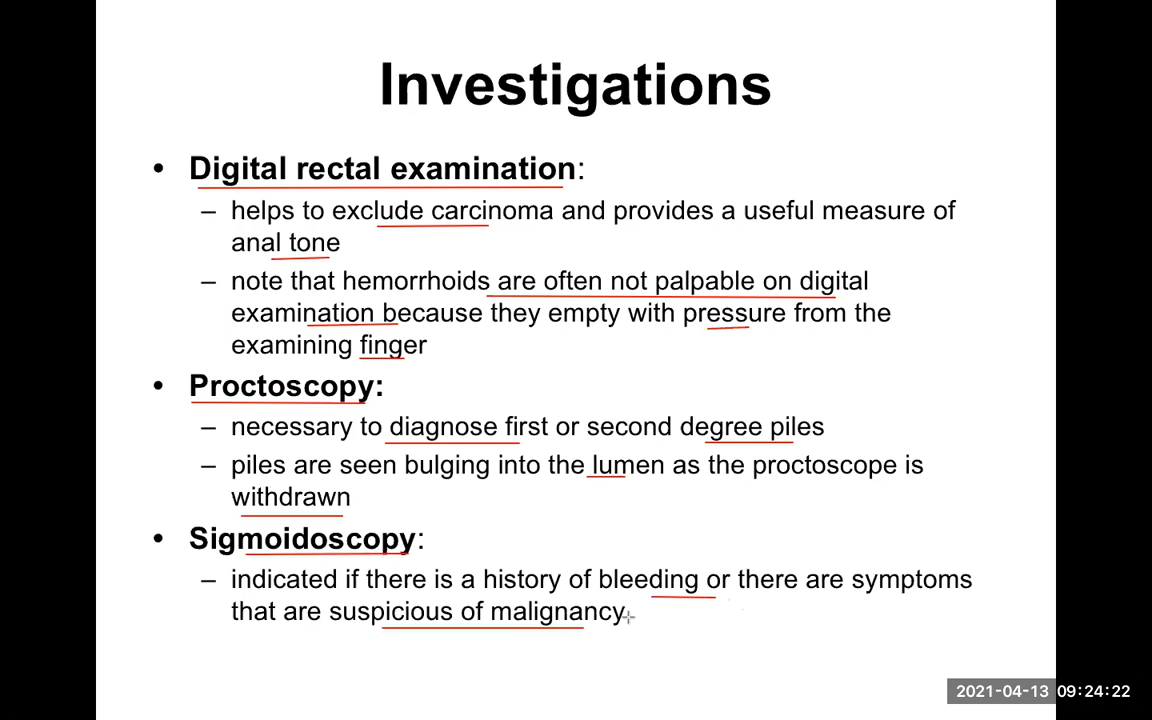 Investigations
• Digital rectal examination:
– helps to exclude carcinoma and provides a useful measure of
anal tone
– note that hemorrhoids are often not palpable on digital
examination because they empty with pressure from the
examining finger
• Proctoscopy:
– necessary to diagnose first or second degree piles
– piles are seen bulging into the lumen as the proctoscope is
withdrawn
• Sigmoidoscopy:
– indicated if there is a history of bleeding or there are symptoms
that are suspicious of malignancy
2021-04-13 09:24:22